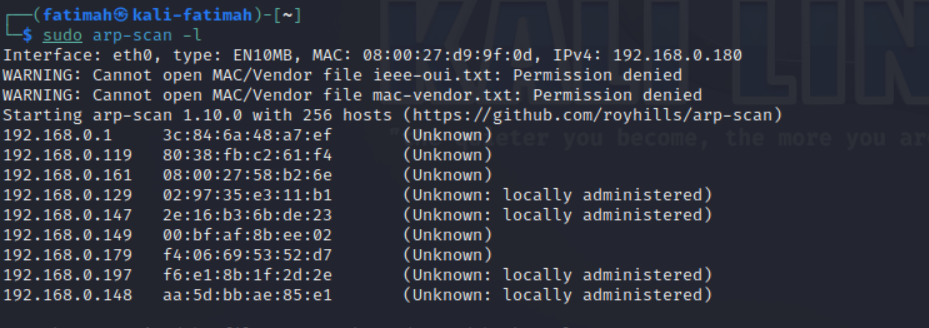 (fatimah㉿kali-fatimah)-[~]
$ sudo arp-scan -l
Interface: eth0, type: EN10MB, MAC: 08:00:27:d9:9f:0d, IPv4: 192.168.0.180
WARNING: Cannot open MAC/Vendor file ieee-oui.txt: Permission denied
WARNING: Cannot open MAC/Vendor file mac-vendor.txt: Permission denied
Starting arp-scan 1.10.0 with 256 hosts (https://github.com/royhills/arp-scan)
192.168.0.1 3c:84:6a:48:a7:ef (Unknown)
192.168.0.119 80:38:fb:c2:61:f4 (Unknown)
192.168.0.161 08:00:27:58:b2:6e (Unknown)
192.168.0.129 02:97:35:e3:11:b1 (Unknown: locally administered)
192.168.0.147 2e:16:b3:6b:de:23 (Unknown: locally administered)
192.168.0.149 00:bf:af:8b:ee:02 (Unknown)
192.168.0.179 f4:06:69:53:52:d7 (Unknown)
192.168.0.197 f6:e1:8b:1f:2d:2e (Unknown: locally administered)
192.168.0.148 aa:5d:bb:ae:85:e1 (Unknown: locally administered)
KALI LIN
you become, the more you